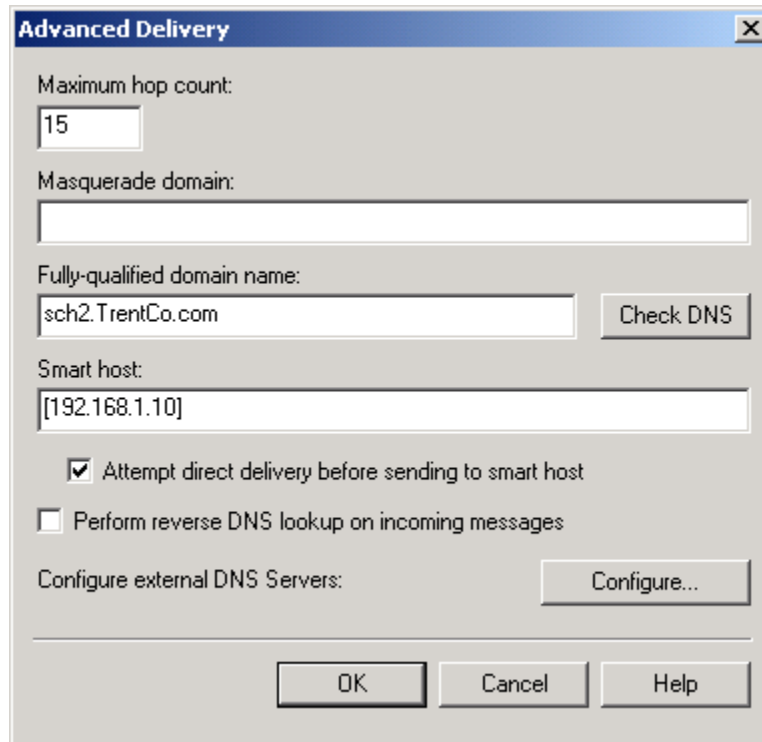 Advanced Delivery
Maximum hop count:
15
Masquerade domain:
Fully-qualified domain name:
sch2.TrentCo.com
Check DNS
Smart host:
[192.168.1.10]
Attempt direct delivery before sending to smart host
Perform reverse DNS lookup on incoming messages
Configure external DNS Servers:
Configure...
OK
Cancel
Help